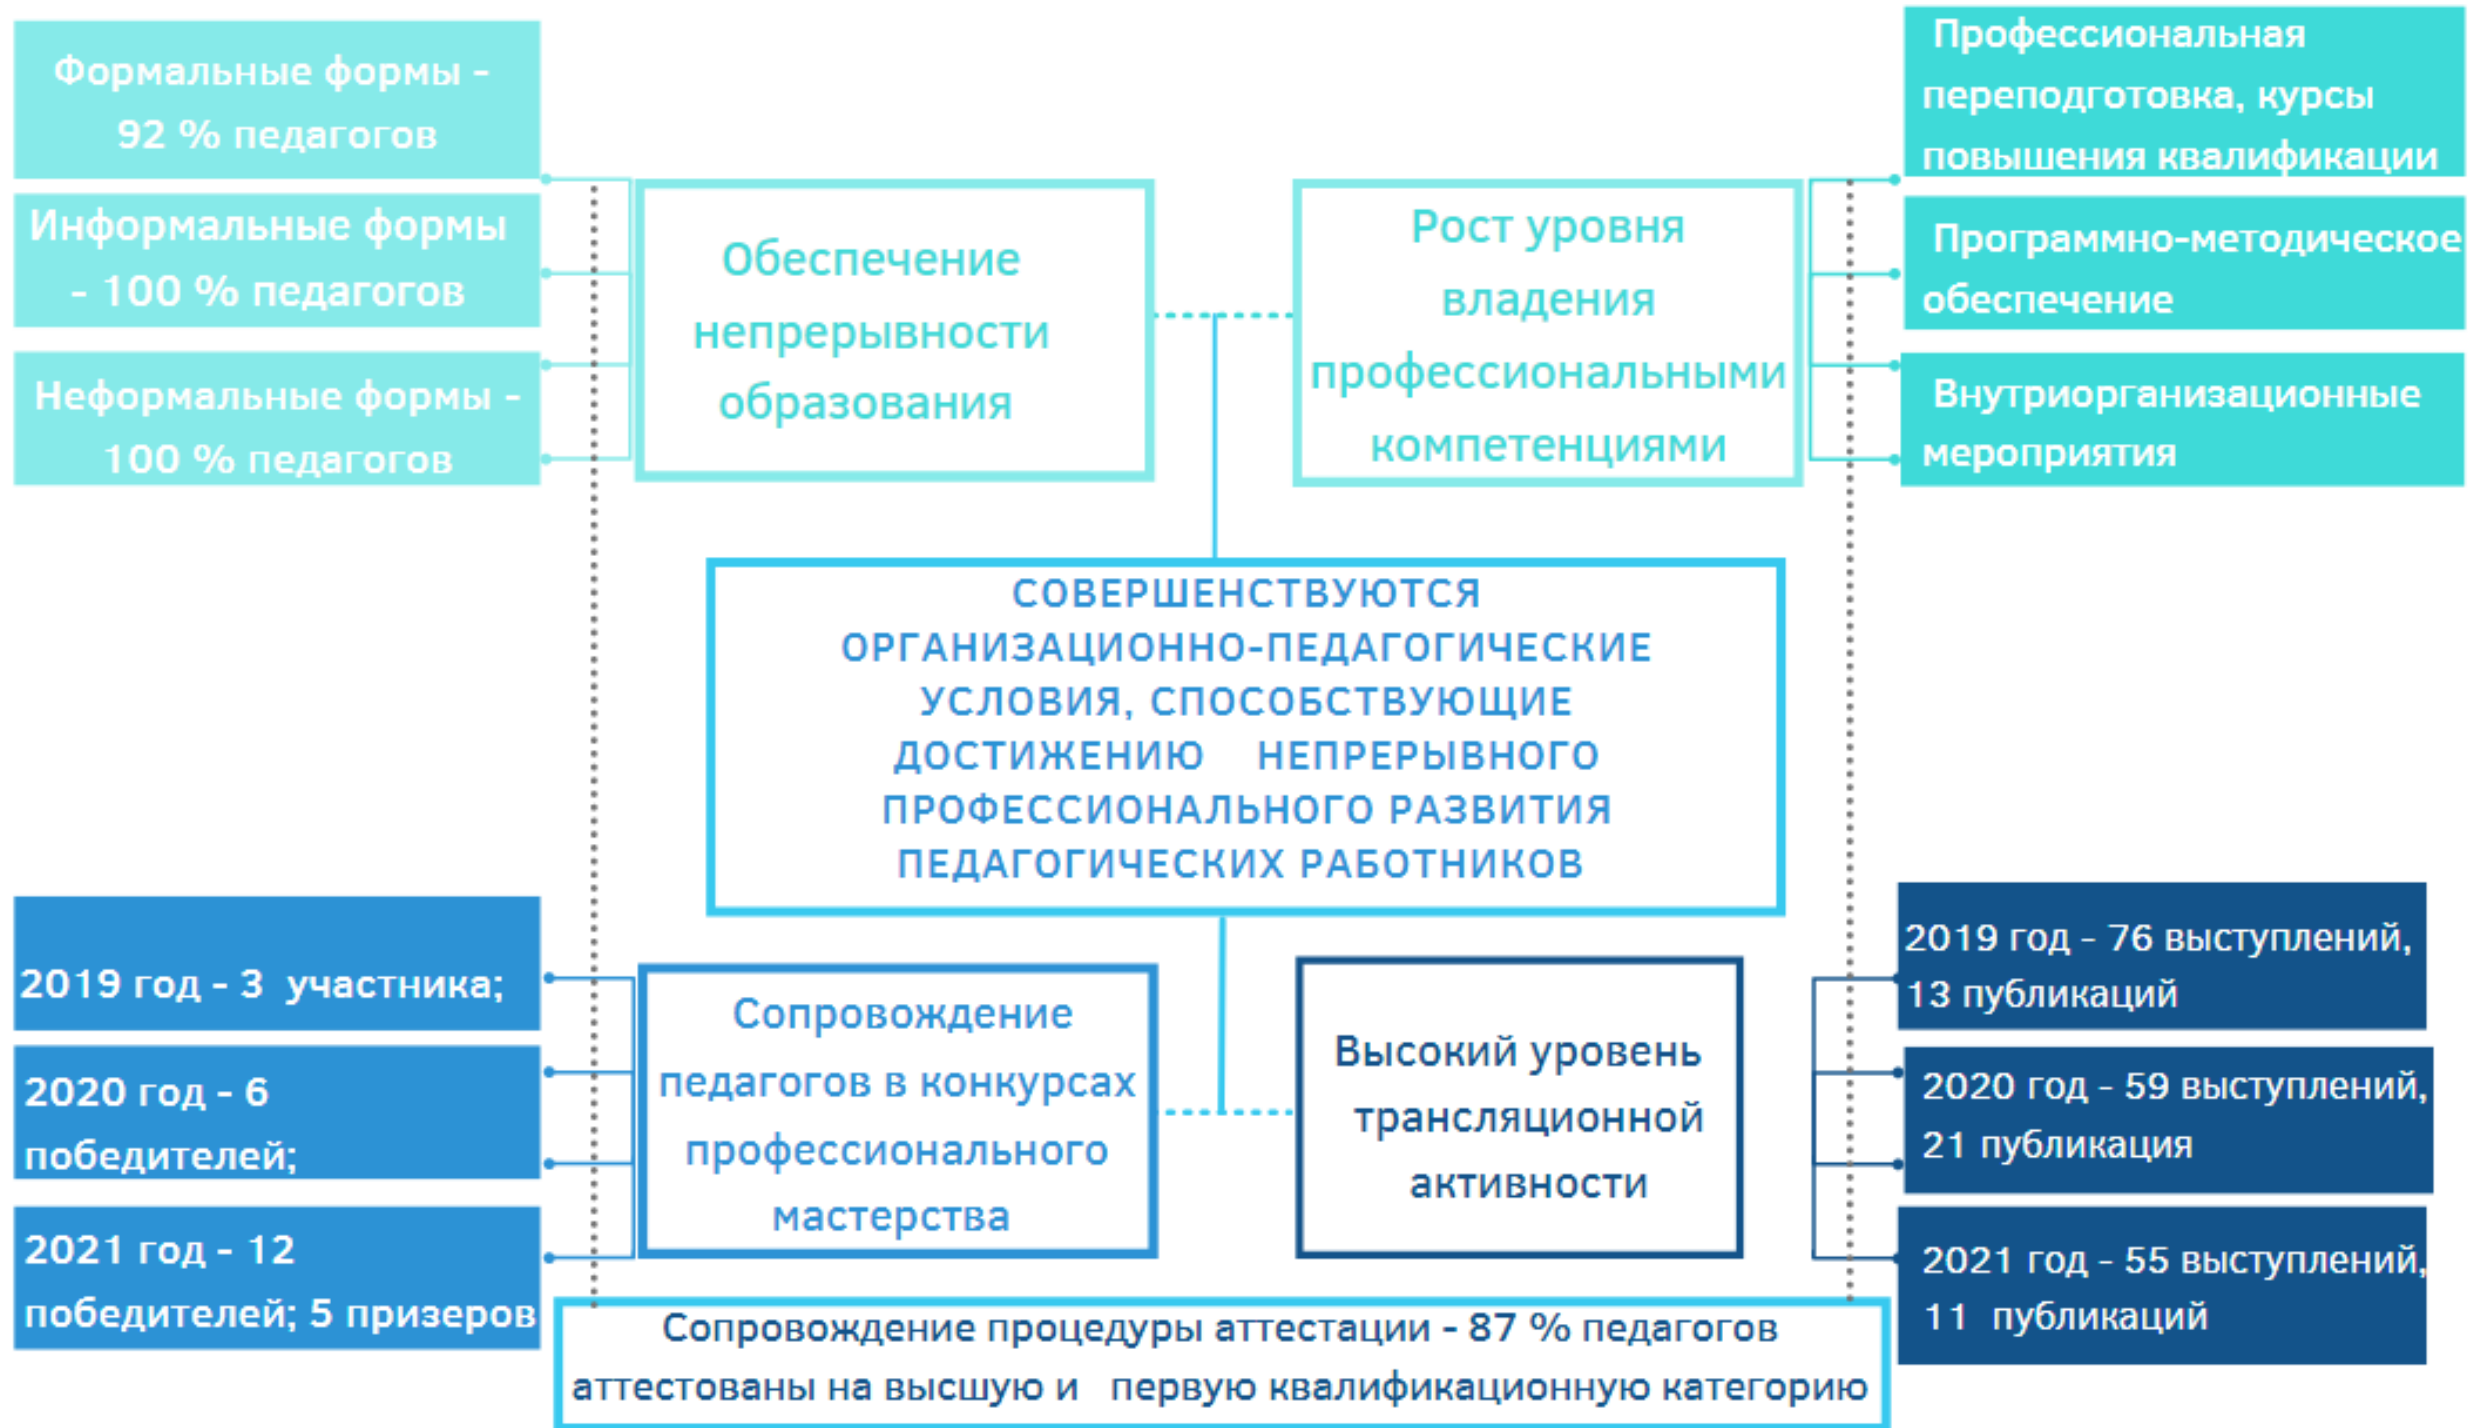 Формальные формы -
92 % педагогов
Информальные формы
- 100 % педагогов
Неформальные формы -
100 % педагогов
Обеспечение
непрерывности
образования
Рост уровня
владения
профессиональными
компетенциями
Профессиональная
переподготовка, курсы
повышения квалификации
Программно-методическое
обеспечение
Внутриорганизационные
мероприятия
СОВЕРШЕНСТВУЮТСЯ
ОРГАНИЗАЦИОННО-ПЕДАГОГИЧЕСКИЕ
УСЛОВИЯ, СПОСОБСТВУЮЩИЕ
ДОСТИЖЕНИЮ НЕПРЕРЫВНОГО
ПРОФЕССИОНАЛЬНОГО РАЗВИТИЯ
ПЕДАГОГИЧЕСКИХ РАБОТНИКОВ
2019 год - 3 участника;
2020 год - 6
победителей;
2021 год - 12
победителей; 5 призеров
Сопровождение
педагогов в конкурсах
профессионального
мастерства
Высокий уровень
трансляционной
активности
2019 год - 76 выступлений,
13 публикаций
2020 год - 59 выступлений,
21 публикация
2021 год - 55 выступлений,
11 публикаций
Сопровождение процедуры аттестации - 87 % педагогов
аттестованы на высшую и первую квалификационную категорию